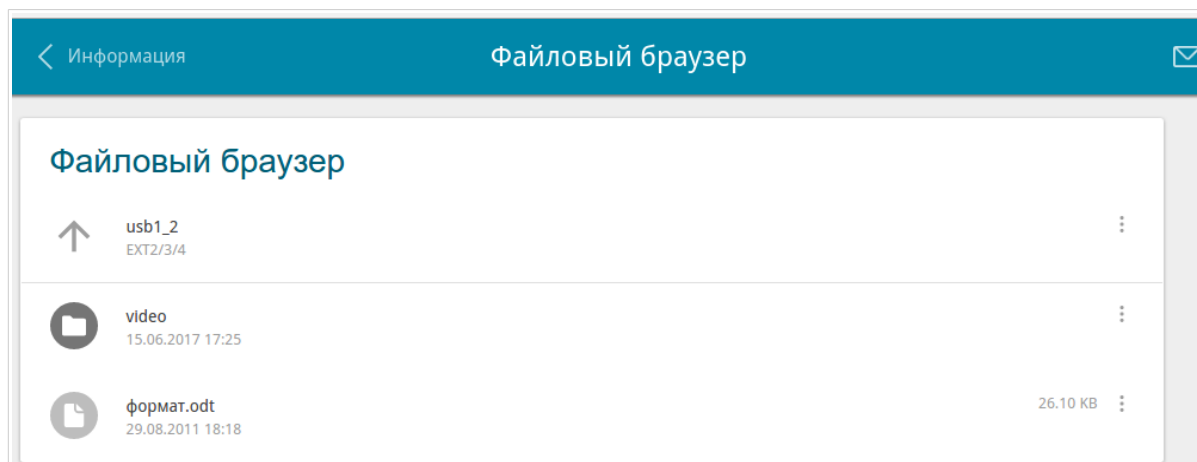 Информация
Файловый браузер
Файловый браузер
usb1_2
EXT2/3/4
video
15.06.2017 17:25
формат.odt
26.10 KB
29.08.2011 18:18